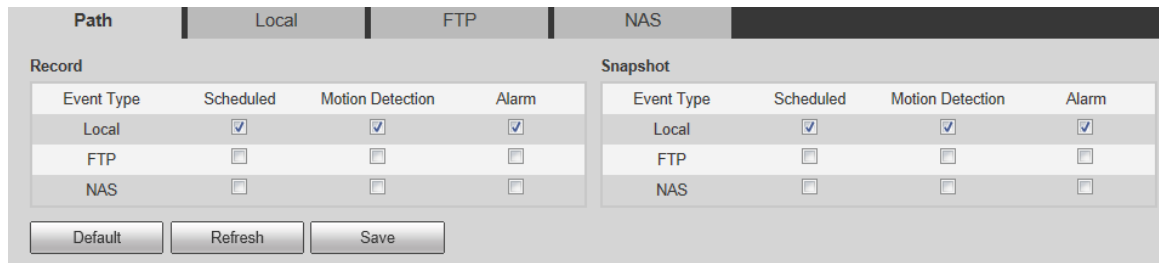 Path Local FTP NAS
Record Snapshot
Event Type Scheduled Motion Detection Alarm Event Type Scheduled Motion Detection Alarm
Local Local
FTP FTP
NAS NAS
Default Refresh Save